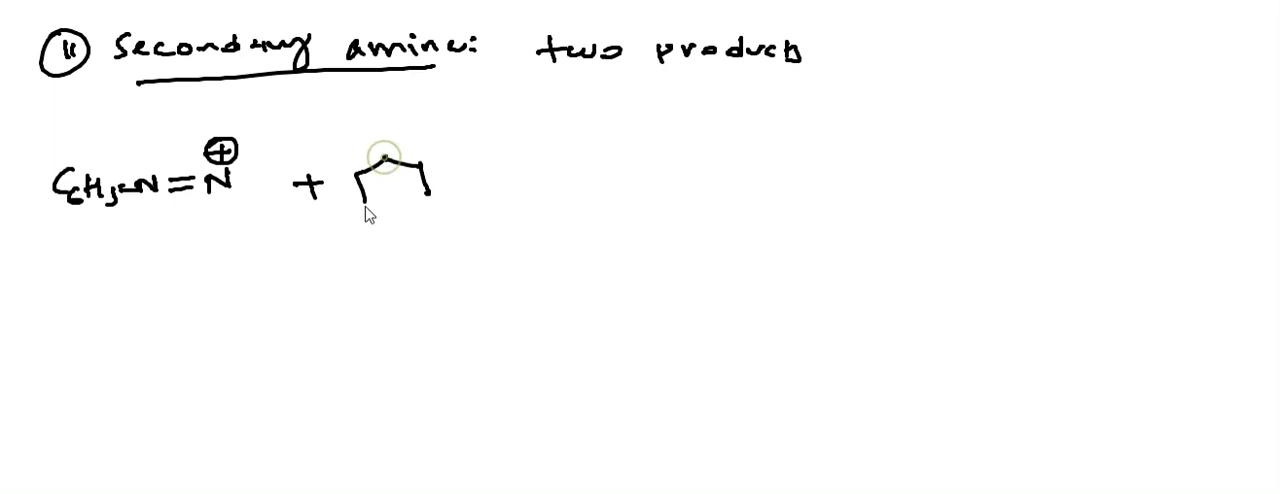 (ii) Secondary amine: two products
C₆H₅-N=N⊕ +